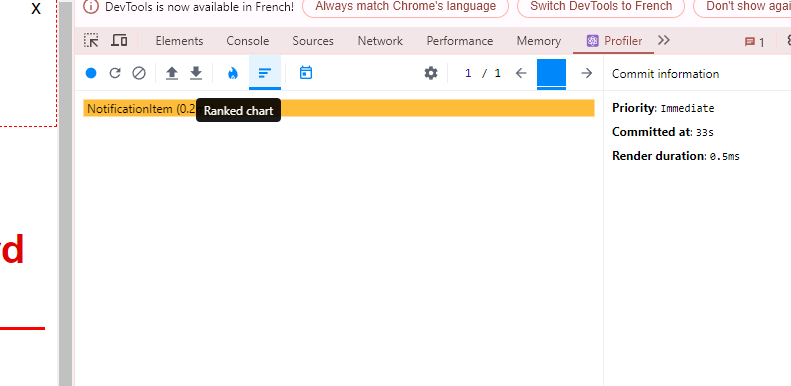 x
DevTools is now available in French!
Always match Chrome's language
Switch DevTools to French
Don't show agai
Elements
Console
Sources
Network
Performance
Memory
Profiler
1
1 / 1
Commit information
NotificationItem (0.2
Ranked chart
Priority: Immediate
Committed at: 33s
Render duration: 0.5ms
d